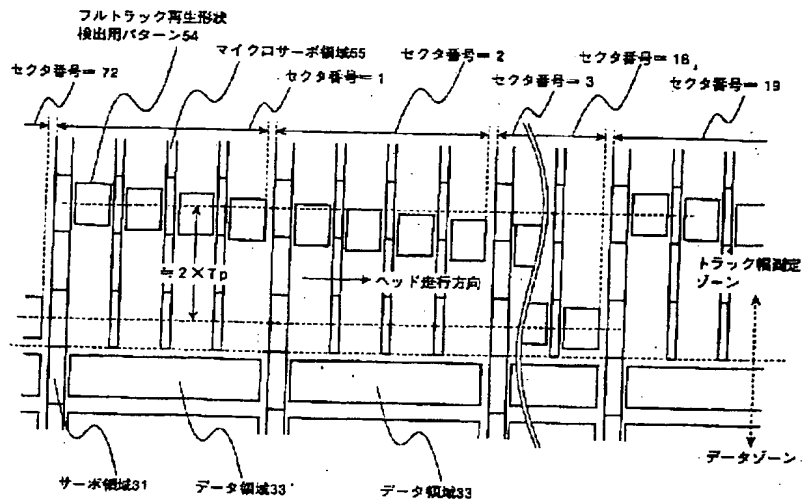 フルトラック再生形状
検出用パターン54
マイクロサーボ領域55
セクタ番号= 72
セクタ番号= 1
セクタ番号= 2
セクタ番号= 3
セクタ番号= 18
セクタ番号= 19
≒2×Tp
ヘッド走行方向
トラック幅測定
ゾーン
データゾーン
サーボ領域31
データ領域33
データ領域33